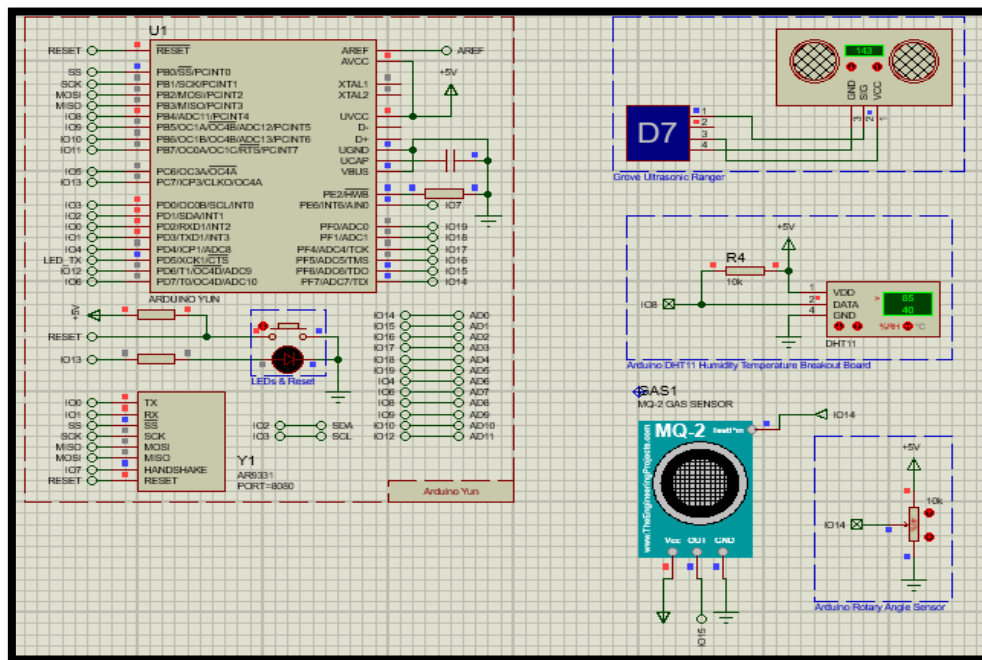 U1
RESET
RESET
AREF
AREF
AVCC
+5V
SS
PB0/SS/PCINT0
SCK
PB1/SCK/PCINT1
XTAL1
MOSI
PB2/MOSI/PCINT2
XTAL2
MISO
PB3/MISO/PCINT3
IO8
PB4/ADC11/PCINT4
UVCC
IO9
PB5/OC1A/OC4B/ADC12/PCINT5
D-
IO10
PB6/OC1B/OC4B/ADC13/PCINT6
D+
IO11
PB7/OC0A/OC1C/RTS/PCINT7
UGND
UCAP
IO5
PC6/OC3A/OC4A
VBUS
IO13
PC7/ICP3/CLKO/OC4A
PE2/HWB
IO3
PD0/OC0B/SCL/INT0
PE6/INT6/AIN0
IO7
IO2
PD1/SDA/INT1
IO0
PD2/RXD1/INT2
PF0/ADC0
IO19
IO1
PD3/TXD1/INT3
PF1/ADC1
IO18
IO4
PD4/ICP1/ADC8
PF4/ADC4/TCK
IO17
LED_TX
PD5/XCK1/CTS
PF5/ADC5/TMS
IO16
IO12
PD6/T1/OC4D/ADC9
PF6/ADC6/TDO
IO15
IO6
PD7/T0/OC4D/ADC10
PF7/ADC7/TDI
IO14
ARDUINO YUN
+5V
RESET
IO13
LEDs & Reset
IO14
AD0
IO15
AD1
IO16
AD2
IO17
AD3
IO18
AD4
IO19
AD5
IO4
AD6
IO6
AD7
IO8
AD8
IO9
AD9
IO10
AD10
IO12
AD11
IO0
TX
IO1
RX
SS
SS
SCK
SCK
MISO
MOSI
MOSI
MISO
IO7
HANDSHAKE
RESET
RESET
IO2
SDA
IO3
SCL
Y1
AR9331
PORT=8080
Arduino Yun
143
GND
SIG
VCC
3
2
1
D7
1
2
3
4
Grove Ultrasonic Ranger
+5V
R4
10k
IO8
1
2
4
VDD
DATA
GND
>
85
40
%RH
°C
DHT11
Arduino DHT11 Humidity Temperature Breakout Board
GAS1
MQ-2 GAS SENSOR
MQ-2
www.TheEngineeringProjects.com
Vcc
OUT
GND
IO14
IO15
+5V
10k
IO14
Arduino Rotary Angle Sensor